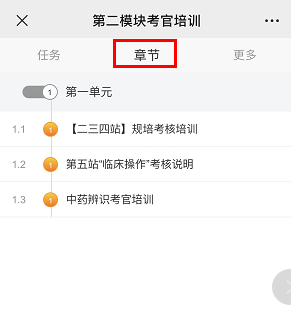 第二模块考官培训
任务
章节
更多
1 第一单元
1.1 1 【二三四站】规培考核培训
1.2 1 第五站“临床操作”考核说明
1.3 1 中药辨识考官培训